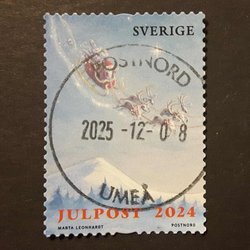 SVERIGE
POSTNORD
2025-12-08
UMEÅ
JULPOST 2024
MARTA LEONHARDT
POSTNORD